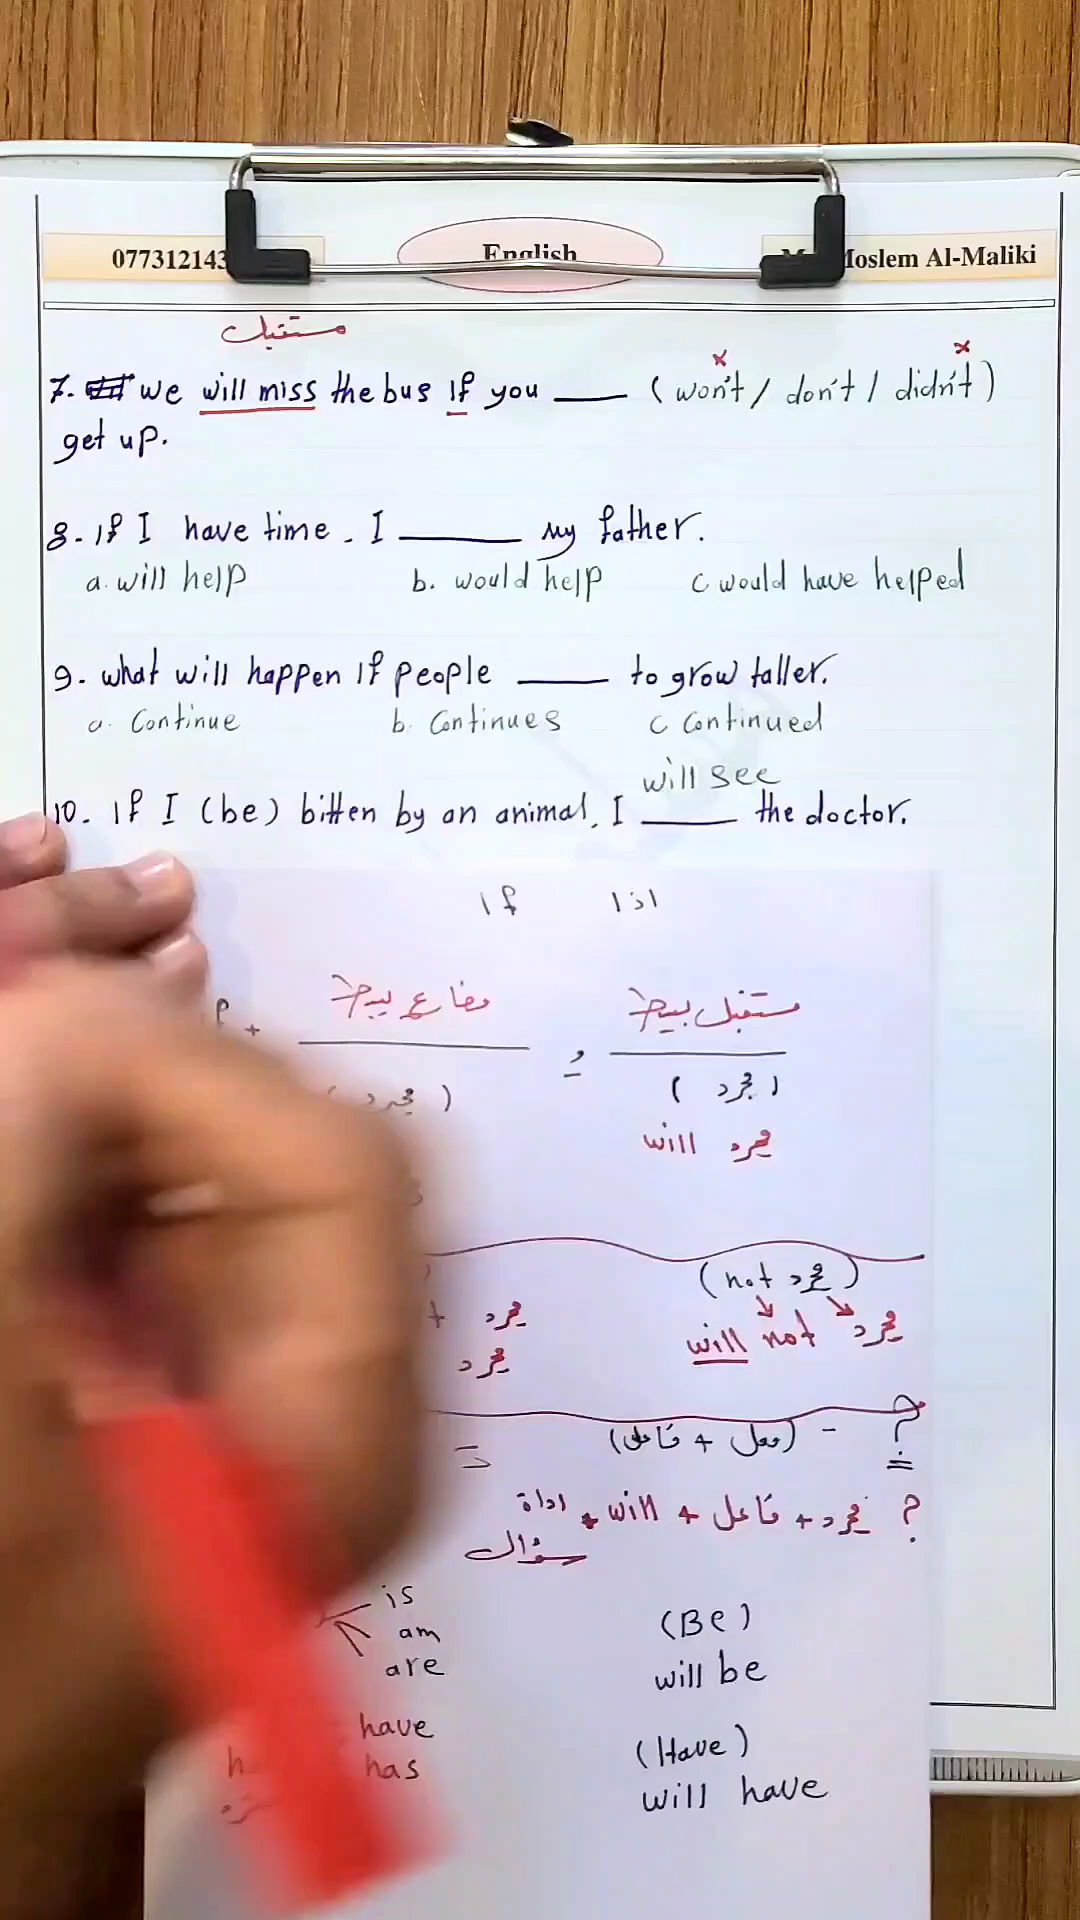 077312143
English
Moslem Al-Maliki
مستقبل
7. we will miss the bus if you ____ (won't / don't / didn't)
get up.
8. If I have time. I ____ my father.
a. will help b. would help c would have helped
9. what will happen if people ____ to grow taller.
a. Continue b. Continues c Continued
will see
10. If I (be) bitten by an animal, I ____ the doctor.
If اذا
مضارع بسيط مستقبل بسيط
+ و
(مجرد) (مجرد)
will مجرد
(not مجرد)
+ مجرد will not مجرد
مجرد
(فعل + فاعل) - ?
? مجرد + فاعل + will + اداة
سؤال
is (Be)
am will be
are
have (Have)
has will have